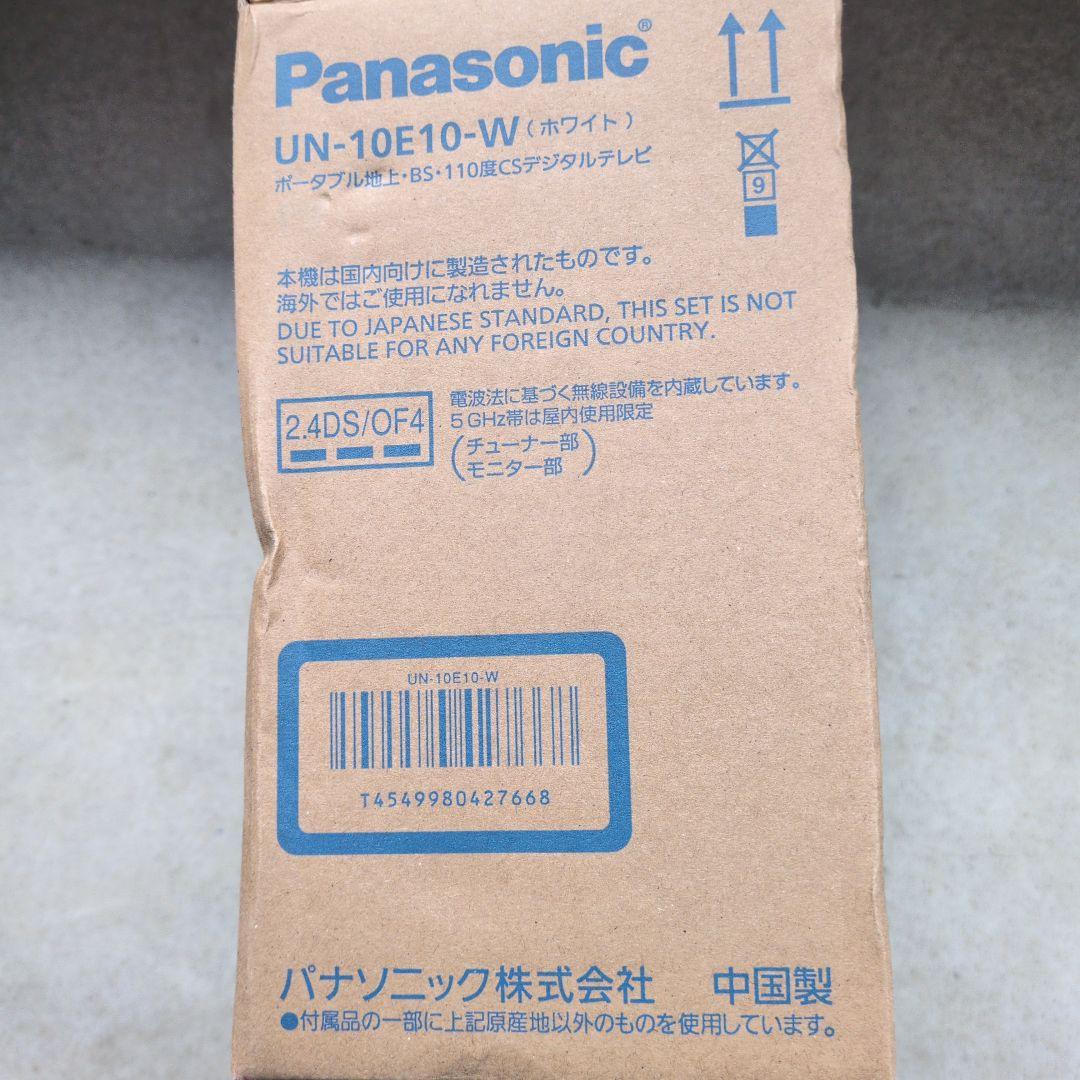 Panasonic®
UN-10E10-W（ホワイト）
ポータブル地上・BS・110度CSデジタルテレビ
9
本機は国内向けに製造されたものです。
海外ではご使用になれません。
DUE TO JAPANESE STANDARD, THIS SET IS NOT
SUITABLE FOR ANY FOREIGN COUNTRY.
2.4DS/OF4
電波法に基づく無線設備を内蔵しています。
5GHz帯は屋内使用限定
（チューナー部
モニター部）
UN-10E10-W
T4549980427668
パナソニック株式会社 中国製
●付属品の一部に上記原産地以外のものを使用しています。